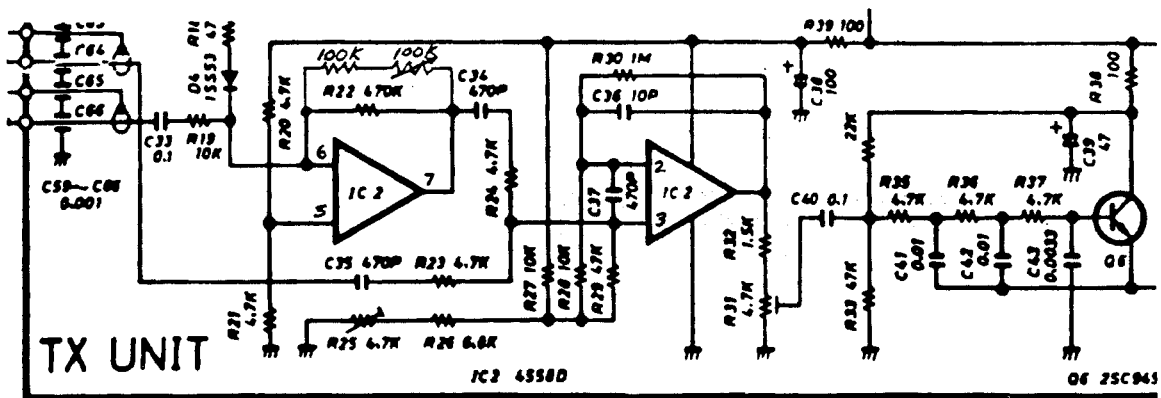 C63
C64
C65
C66
C59~C66
0.001
R11 47
D4
1S553
C33
0.1
R19
10K
R20 4.7K
100K
100K
R22 470K
C34
470P
6
5
7
IC 2
R24 4.7K
C35 470P
R23 4.7K
R21
4.7K
R25 4.7K
R26 6.8K
R27 10K
R28 10K
R29 47K
R30 1M
C36 10P
C37
470P
2
3
IC 2
R32
1.5K
R31
4.7K
R39 100
+
C38
100
C40 0.1
22K
R33 47K
R35
4.7K
R36
4.7K
R37
4.7K
C41
0.01
C42
0.01
C43
0.0033
+
C39
47
R38
100
Q6
TX UNIT
IC2 4558D
Q6 2SC945